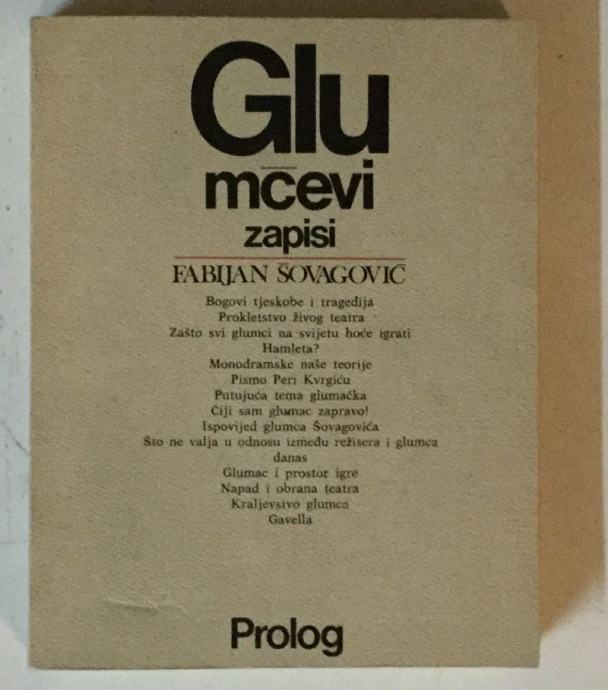 Glu
mčevi
zapisi
FABIJAN ŠOVAGOVIĆ
Bogovi tjeskobe i tragedija
Prokletstvo živog teatra
Zašto svi glumci na svijetu hoće igrati
Hamleta?
Monodramske naše teorije
Pismo Peri Kvrgiću
Putujuća tema glumačka
Čiji sam glumac zapravo!
Ispovijed glumca Šovagovića
Što ne valja u odnosu između režisera i glumca
danas
Glumac i prostor igre
Napad i obrana teatra
Kraljevstvo glumca
Gavella
Prolog